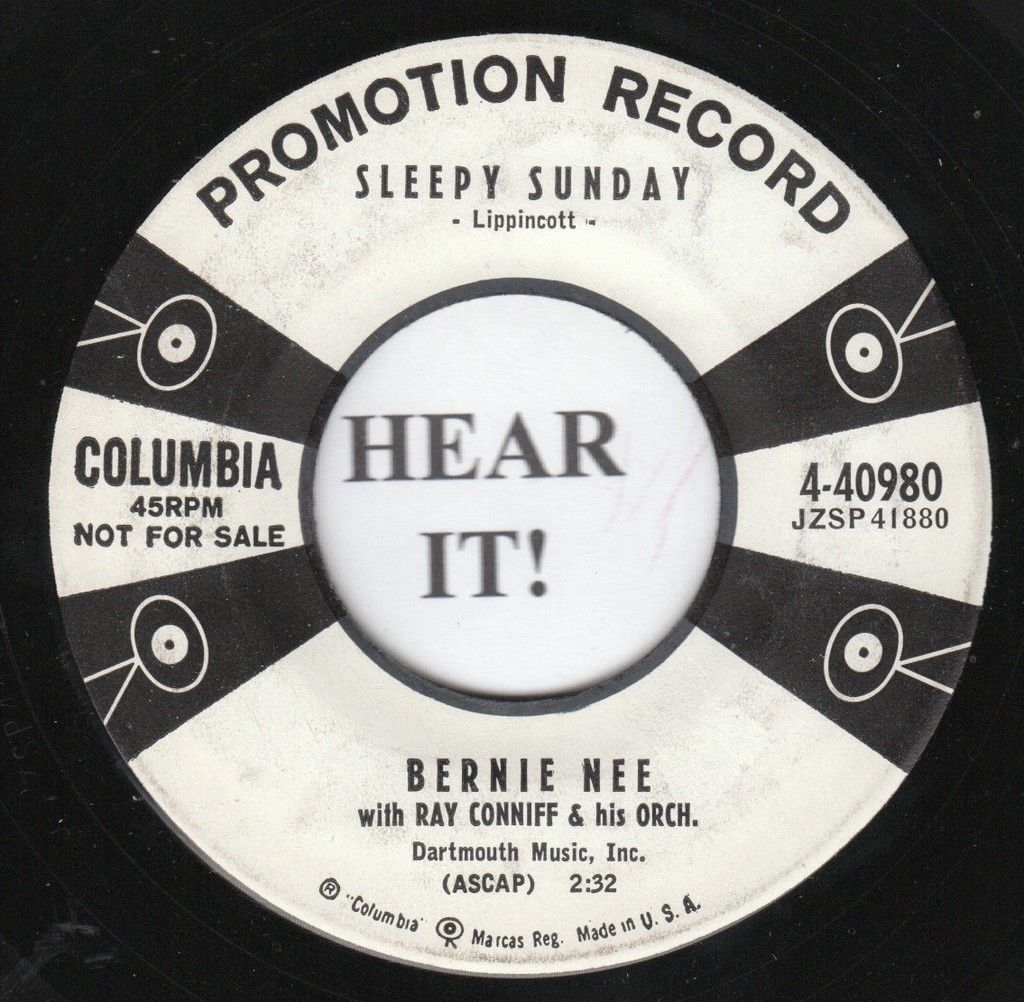 PROMOTION RECORD
SLEEPY SUNDAY
- Lippincott -
COLUMBIA
45RPM
NOT FOR SALE
HEAR
IT!
4-40980
JZSP 41880
BERNIE NEE
with RAY CONNIFF & his ORCH.
Dartmouth Music, Inc.
(ASCAP) 2:32
® "Columbia" Marcas Reg. Made in U. S. A.